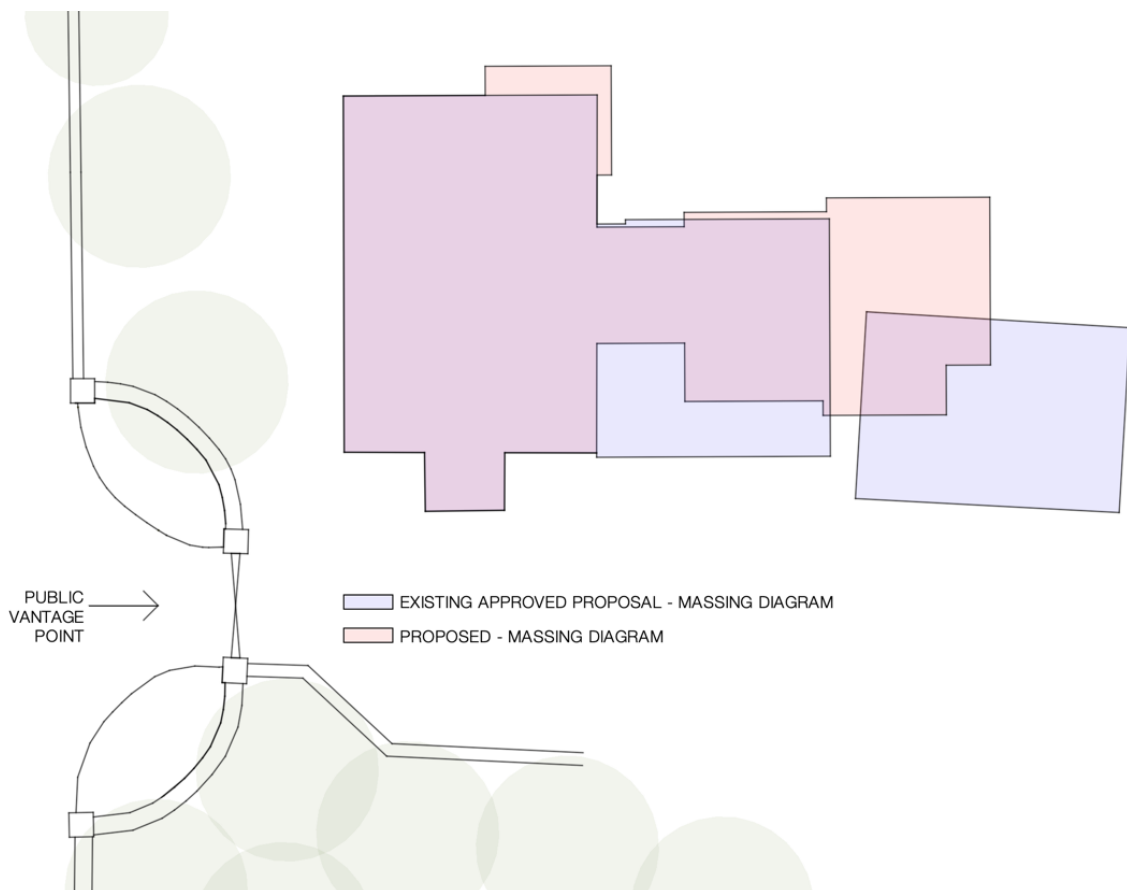 PUBLIC
VANTAGE
POINT
EXISTING APPROVED PROPOSAL - MASSING DIAGRAM
PROPOSED - MASSING DIAGRAM